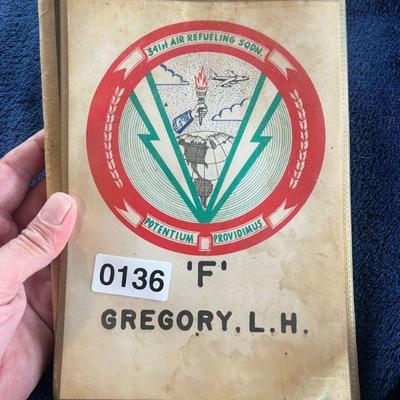 341st AIR REFUELING SQDN.
POTENTIUM PROVIDIMUS
0136
'F'
GREGORY, L.H.